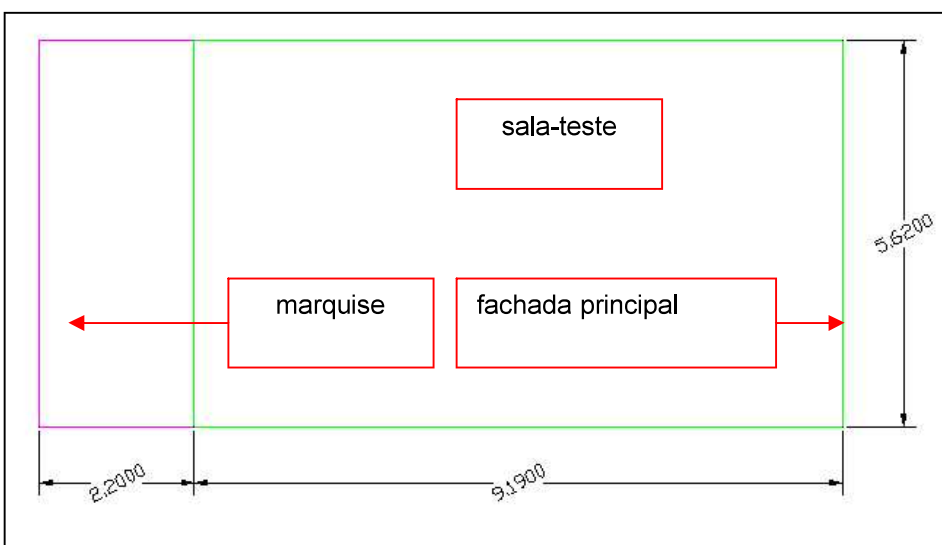 sala-teste
5.6200
marquise
fachada principal
2.2000
9.1900